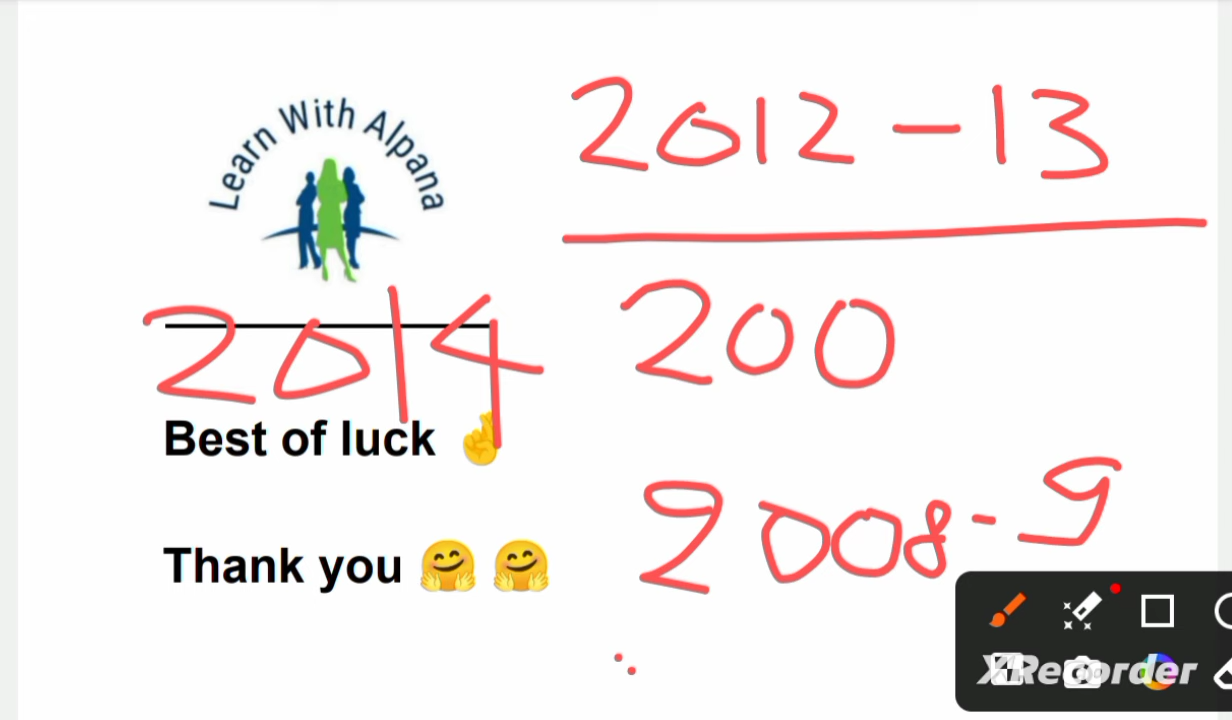 Learn With Alpana
2012-13
2014
200
Best of luck
2008-9
Thank you
XRecorder